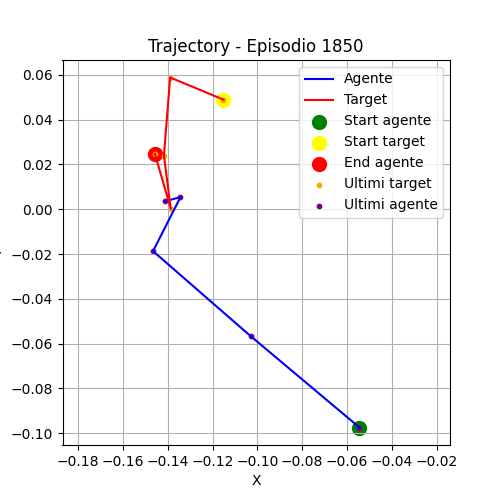 Trajectory - Episodio 1850
Agente
Target
Start agente
Start target
End agente
Ultimi target
Ultimi agente
0.06
0.04
0.02
0.00
−0.02
−0.04
−0.06
−0.08
−0.10
−0.18 −0.16 −0.14 −0.12 −0.10 −0.08 −0.06 −0.04 −0.02
X